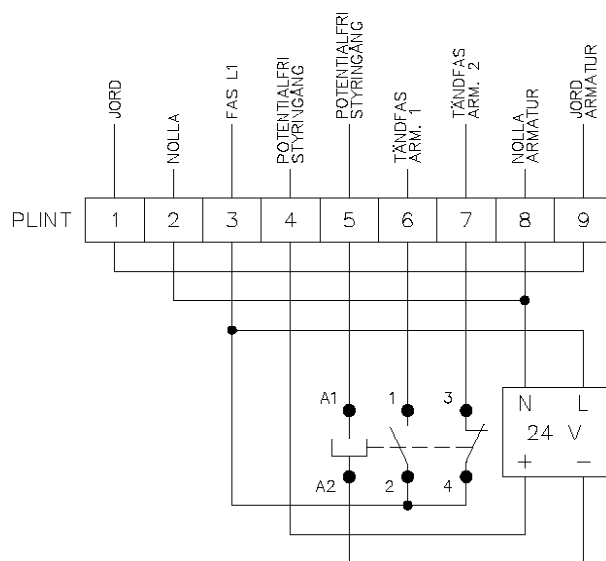 JORD
NOLLA
FAS L1
POTENTIALFRI
STYRINGÅNG
POTENTIALFRI
STYRINGÅNG
TÄNDFAS
ARM. 1
TÄNDFAS
ARM. 2
NOLLA
ARMATUR
JORD
ARMATUR
PLINT 1 2 3 4 5 6 7 8 9
A1 1 3 N L
24 V
A2 2 4 + −